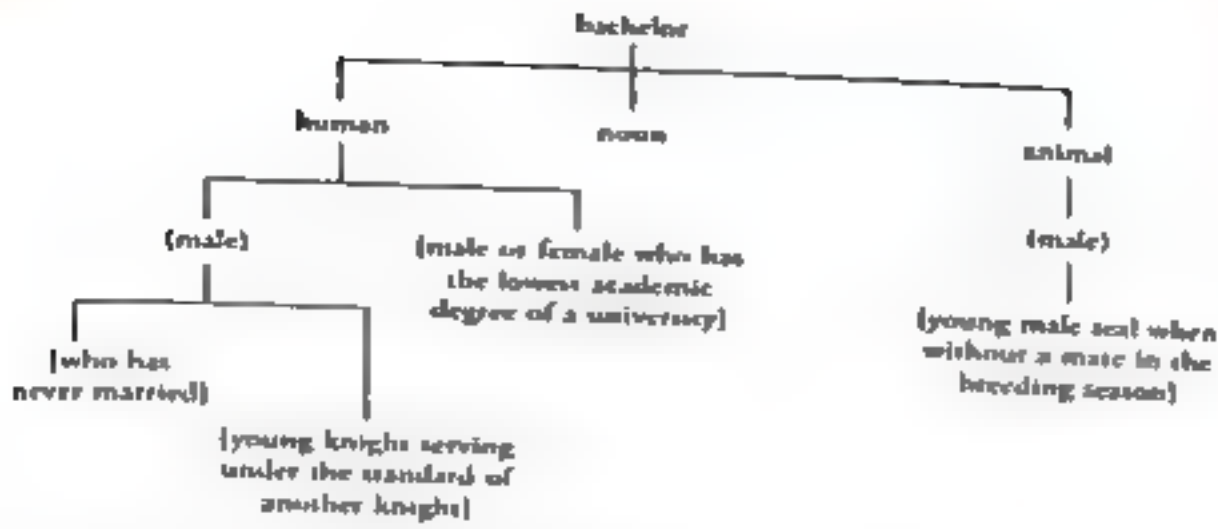 bachelor
human
noun
animal
(male)
[male or female who has
the lowest academic
degree of a university]
(male)
[young male seal when
without a mate in the
breeding season]
[who has
never married]
[young knight serving
under the standard of
another knight]